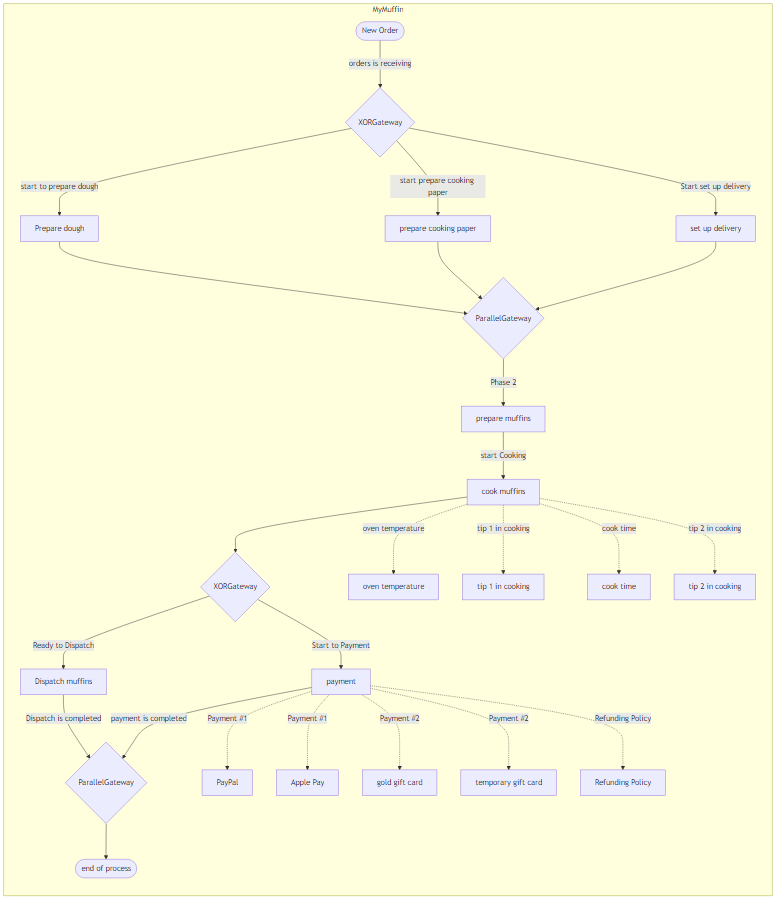 MyMuffin
New Order
orders is receiving
XORGateway
start to prepare dough
start prepare cooking
paper
Start set up delivery
Prepare dough
prepare cooking paper
set up delivery
ParallelGateway
Phase 2
prepare muffins
start Cooking
cook muffins
oven temperature
tip 1 in cooking
cook time
tip 2 in cooking
XORGateway
oven temperature
tip 1 in cooking
cook time
tip 2 in cooking
Ready to Dispatch
Start to Payment
Dispatch muffins
payment
Dispatch is completed
payment is completed
Payment #1
Payment #1
Payment #2
Payment #2
Refunding Policy
ParallelGateway
PayPal
Apple Pay
gold gift card
temporary gift card
Refunding Policy
end of process